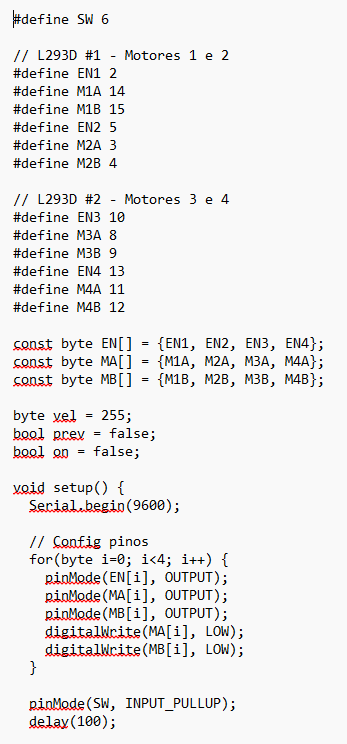 #define SW 6

// L293D #1 - Motores 1 e 2
#define EN1 2
#define M1A 14
#define M1B 15
#define EN2 5
#define M2A 3
#define M2B 4

// L293D #2 - Motores 3 e 4
#define EN3 10
#define M3A 8
#define M3B 9
#define EN4 13
#define M4A 11
#define M4B 12

const byte EN[] = {EN1, EN2, EN3, EN4};
const byte MA[] = {M1A, M2A, M3A, M4A};
const byte MB[] = {M1B, M2B, M3B, M4B};

byte vel = 255;
bool prev = false;
bool on = false;

void setup() {
  Serial.begin(9600);

  // Config pinos
  for(byte i=0; i<4; i++) {
    pinMode(EN[i], OUTPUT);
    pinMode(MA[i], OUTPUT);
    pinMode(MB[i], OUTPUT);
    digitalWrite(MA[i], LOW);
    digitalWrite(MB[i], LOW);
  }

  pinMode(SW, INPUT_PULLUP);
  delay(100);